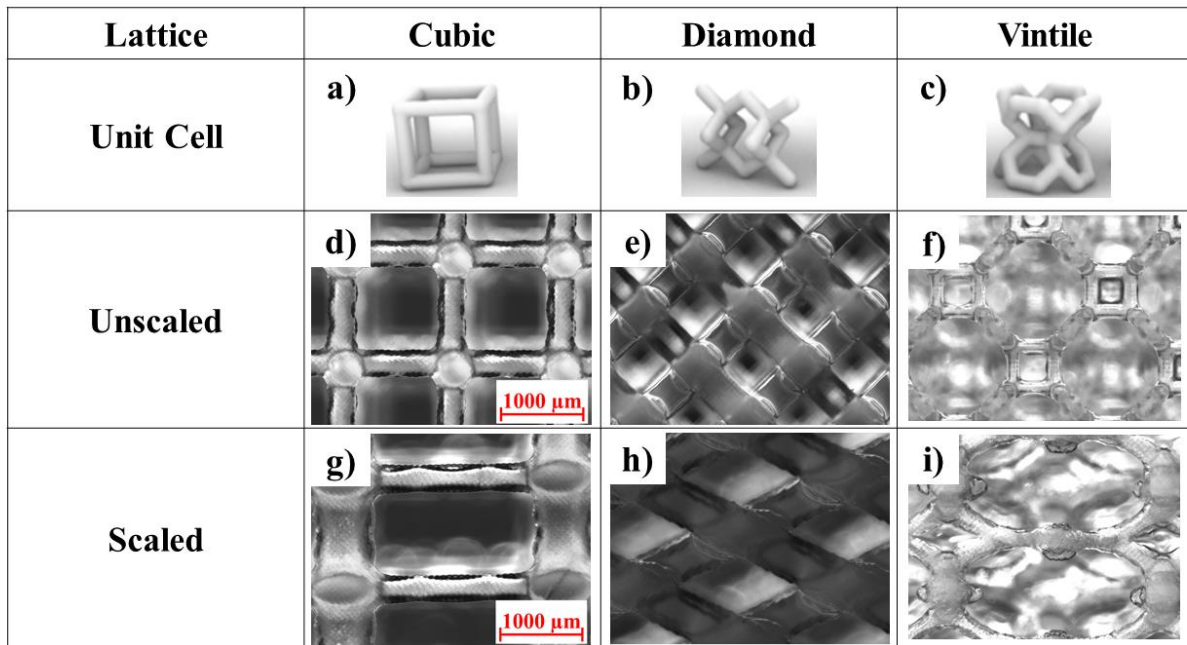 Lattice Cubic Diamond Vintile
Unit Cell a) b) c)
Unscaled d) e) f)
1000 µm
Scaled g) h) i)
1000 µm